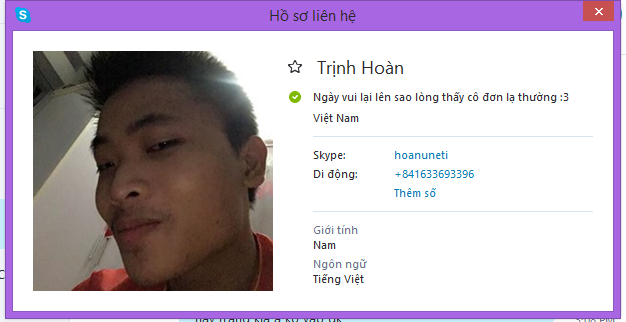 Hồ sơ liên hệ
Trịnh Hoàn
Ngày vui lại lên sao lòng thấy cô đơn lạ thường :3
Việt Nam
Skype: hoanuneti
Di động: +841633693396
Thêm số
Giới tính
Nam
Ngôn ngữ
Tiếng Việt